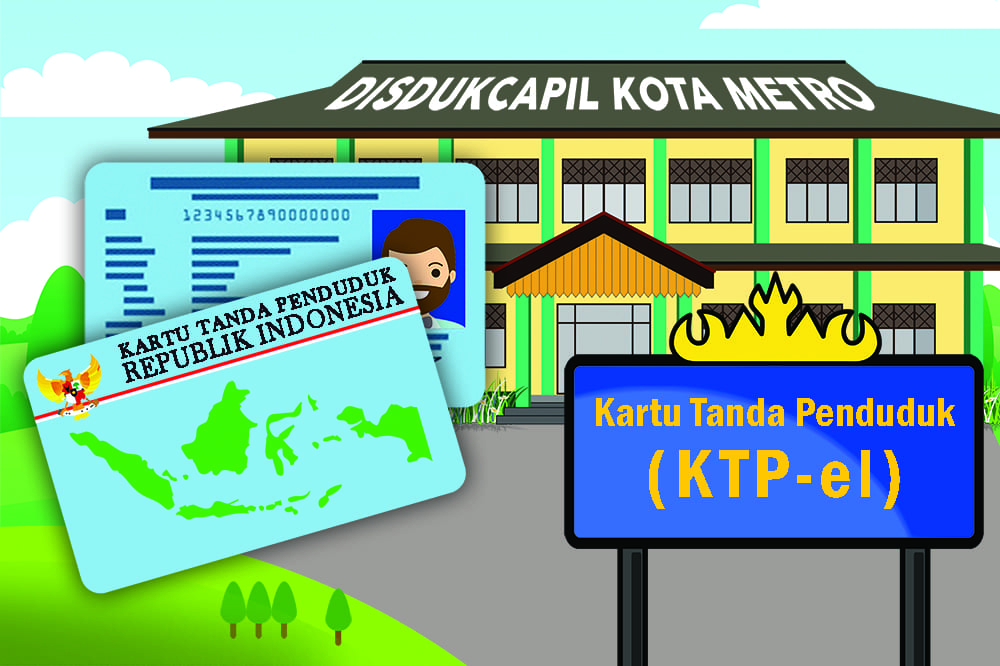 DISDUKCAPIL KOTA METRO
1234567890000000
KARTU TANDA PENDUDUK
REPUBLIK INDONESIA
Kartu Tanda Penduduk
(KTP-el)